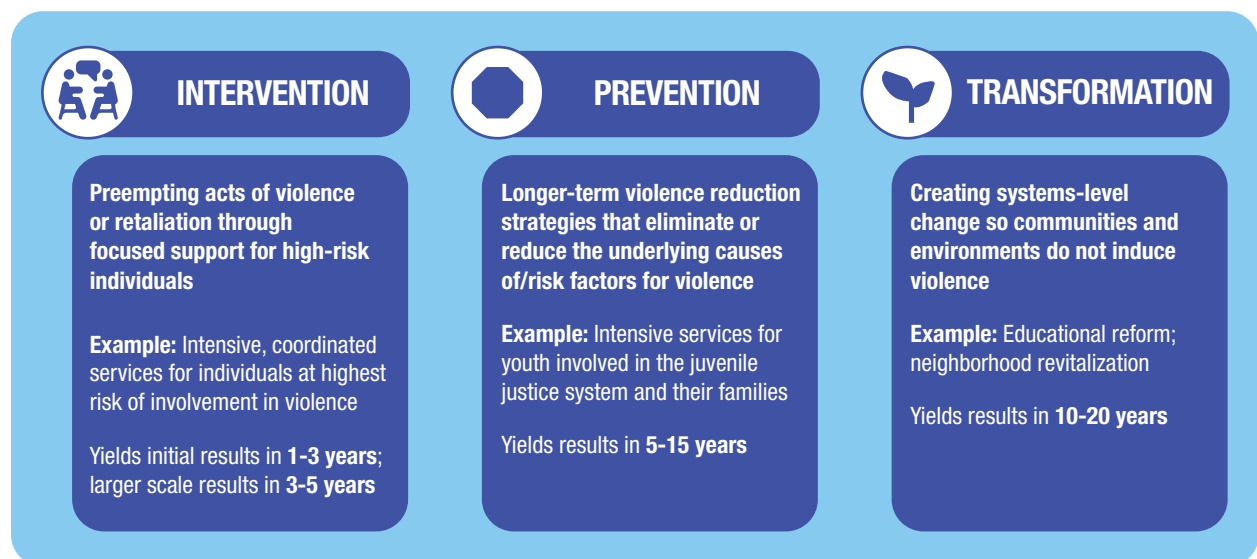 INTERVENTION
Preempting acts of violence
or retaliation through
focused support for high-risk
individuals
Example: Intensive, coordinated
services for individuals at highest
risk of involvement in violence
Yields initial results in 1-3 years;
larger scale results in 3-5 years
PREVENTION
Longer-term violence reduction
strategies that eliminate or
reduce the underlying causes
of/risk factors for violence
Example: Intensive services for
youth involved in the juvenile
justice system and their families
Yields results in 5-15 years
TRANSFORMATION
Creating systems-level
change so communities and
environments do not induce
violence
Example: Educational reform;
neighborhood revitalization
Yields results in 10-20 years